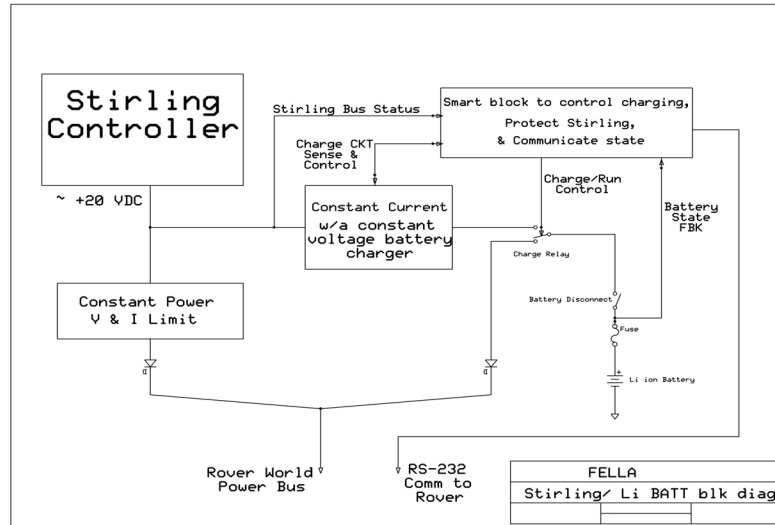 Stirling
Controller
~ +20 VDC
Stirling Bus Status
Smart block to control charging,
Protect Stirling,
& Communicate state
Charge CKT
Sense &
Control
Constant Current
w/a constant
voltage battery
charger
Charge/Run
Control
Battery
State
FBK
Charge Relay
Constant Power
V & I Limit
Battery Disconnect
Fuse
+
Li ion Battery
d
d
Rover World
Power Bus
RS-232
Comm to
Rover
FELLA
Stirling/ Li BATT blk diag